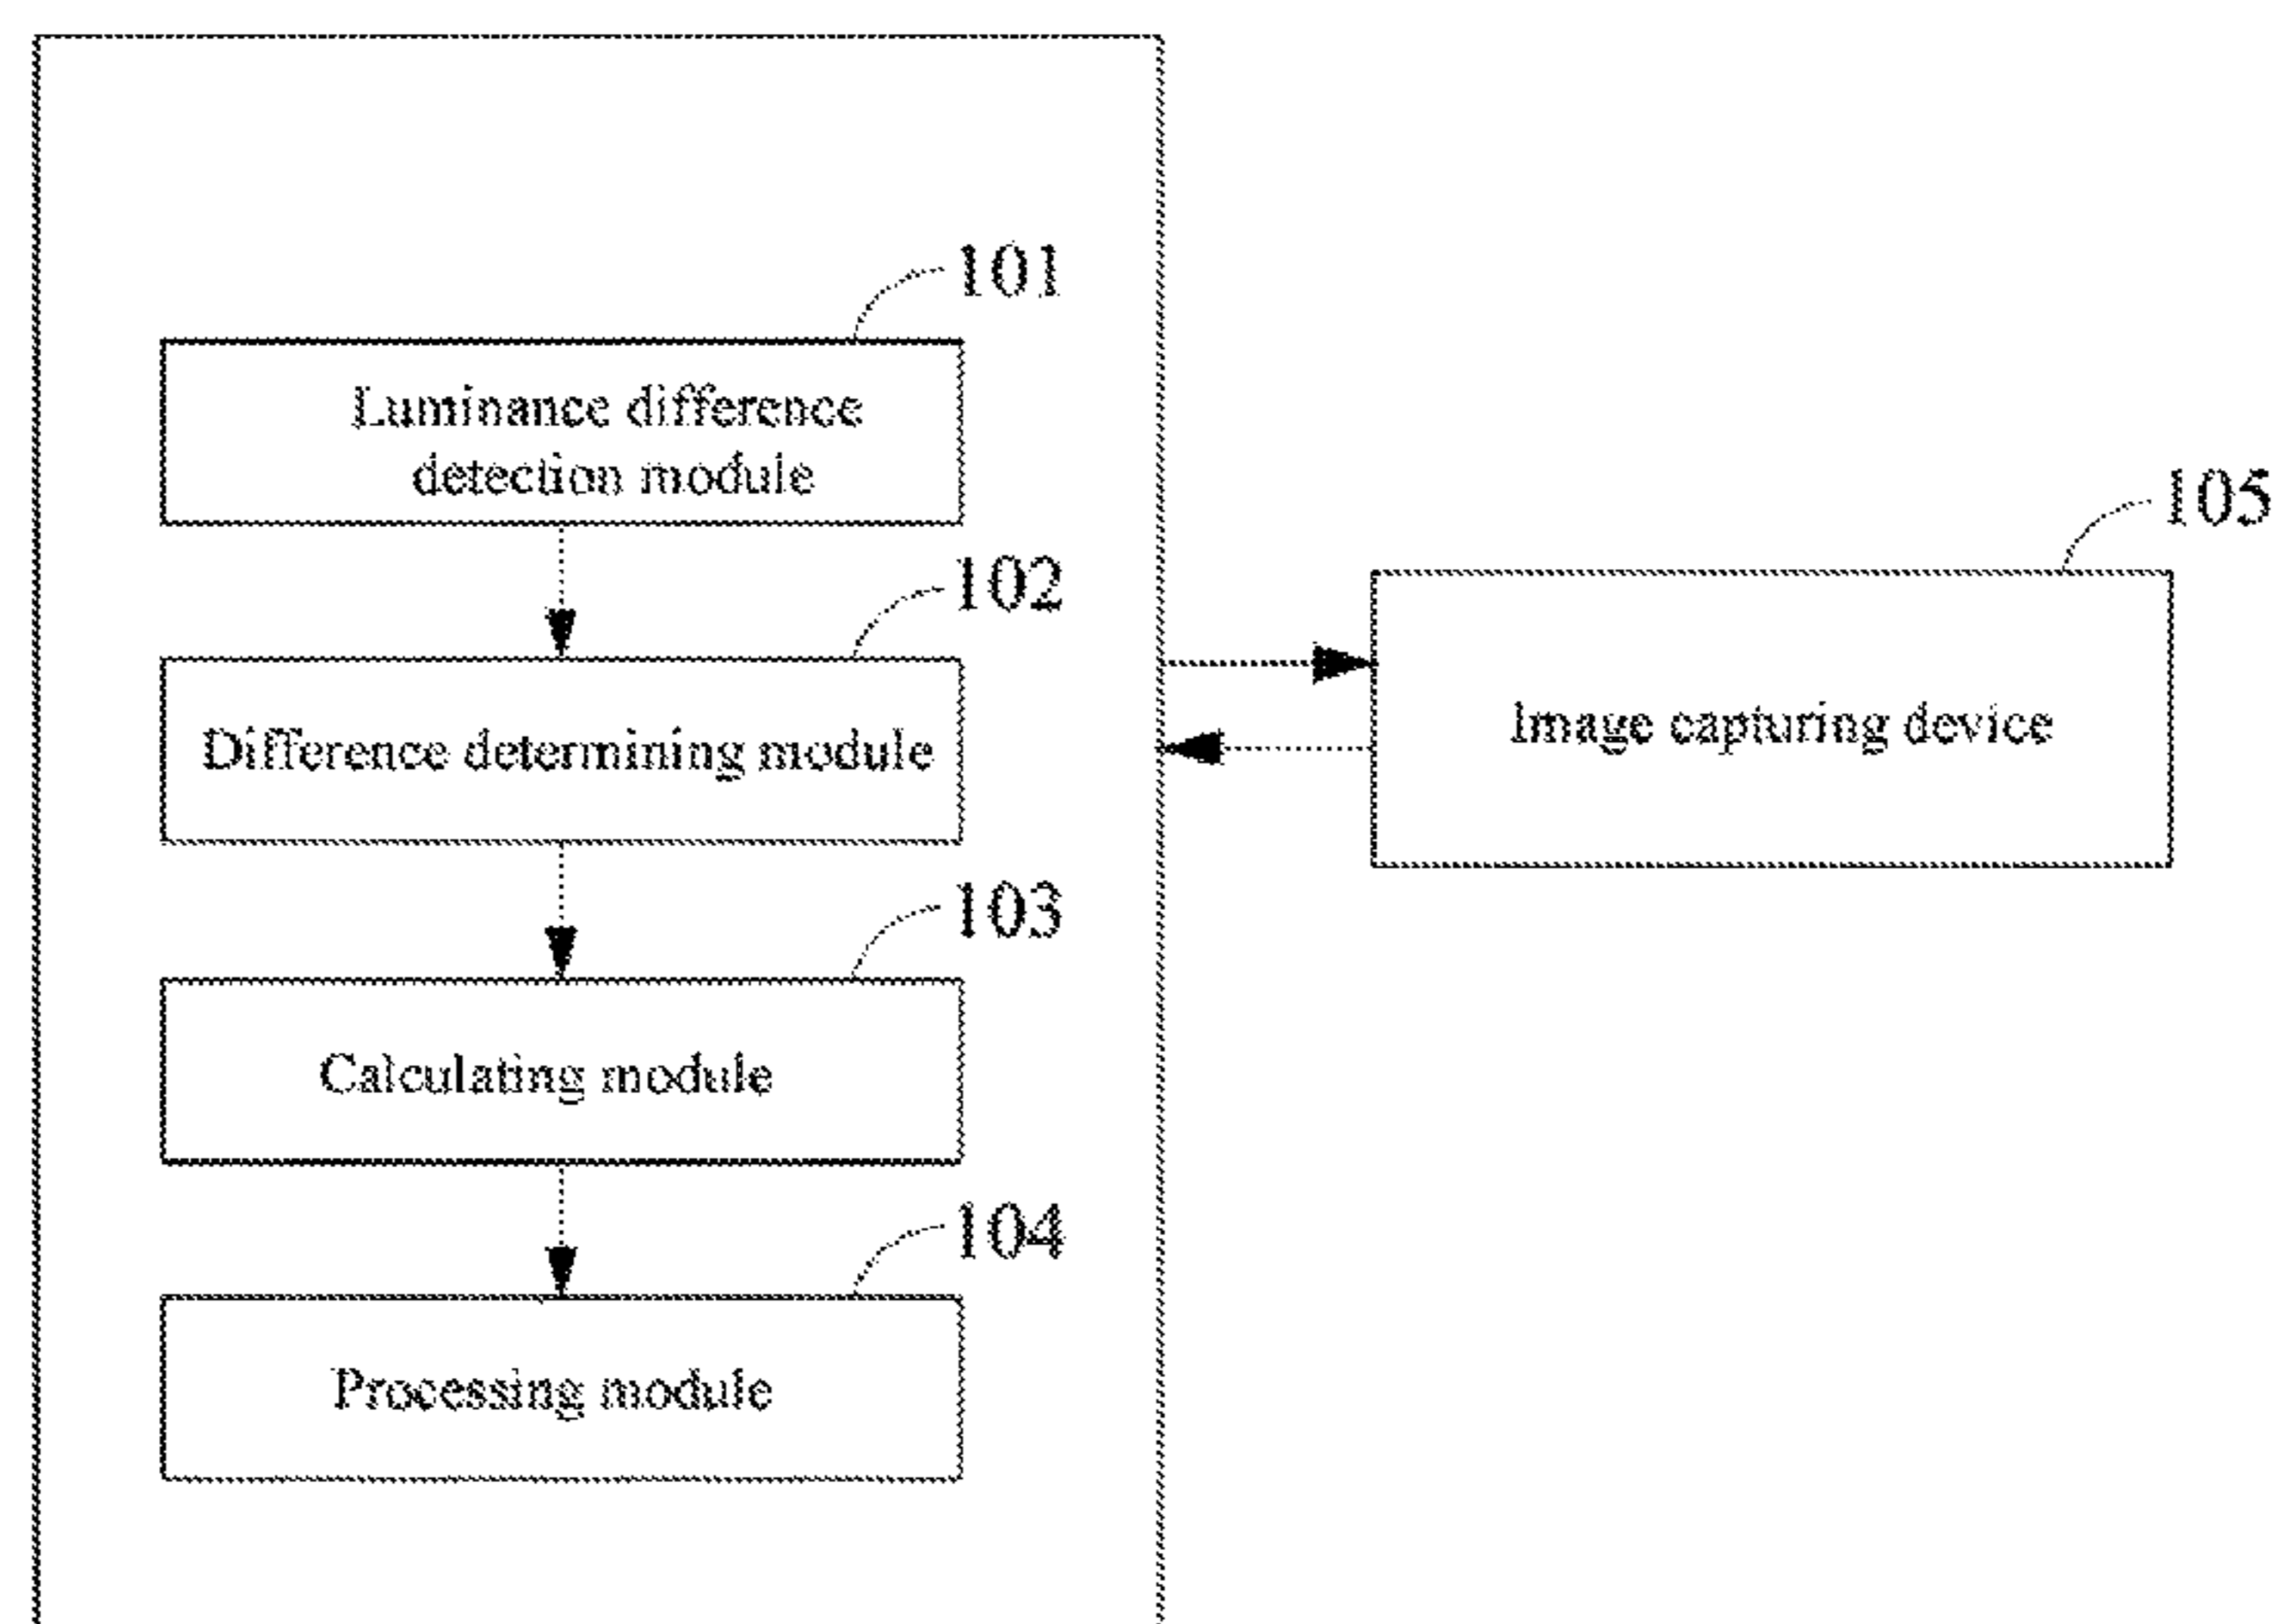 101
Luminance difference
detection module
102
Difference determining module
103
Calculating module
104
Processing module
105
Image capturing device